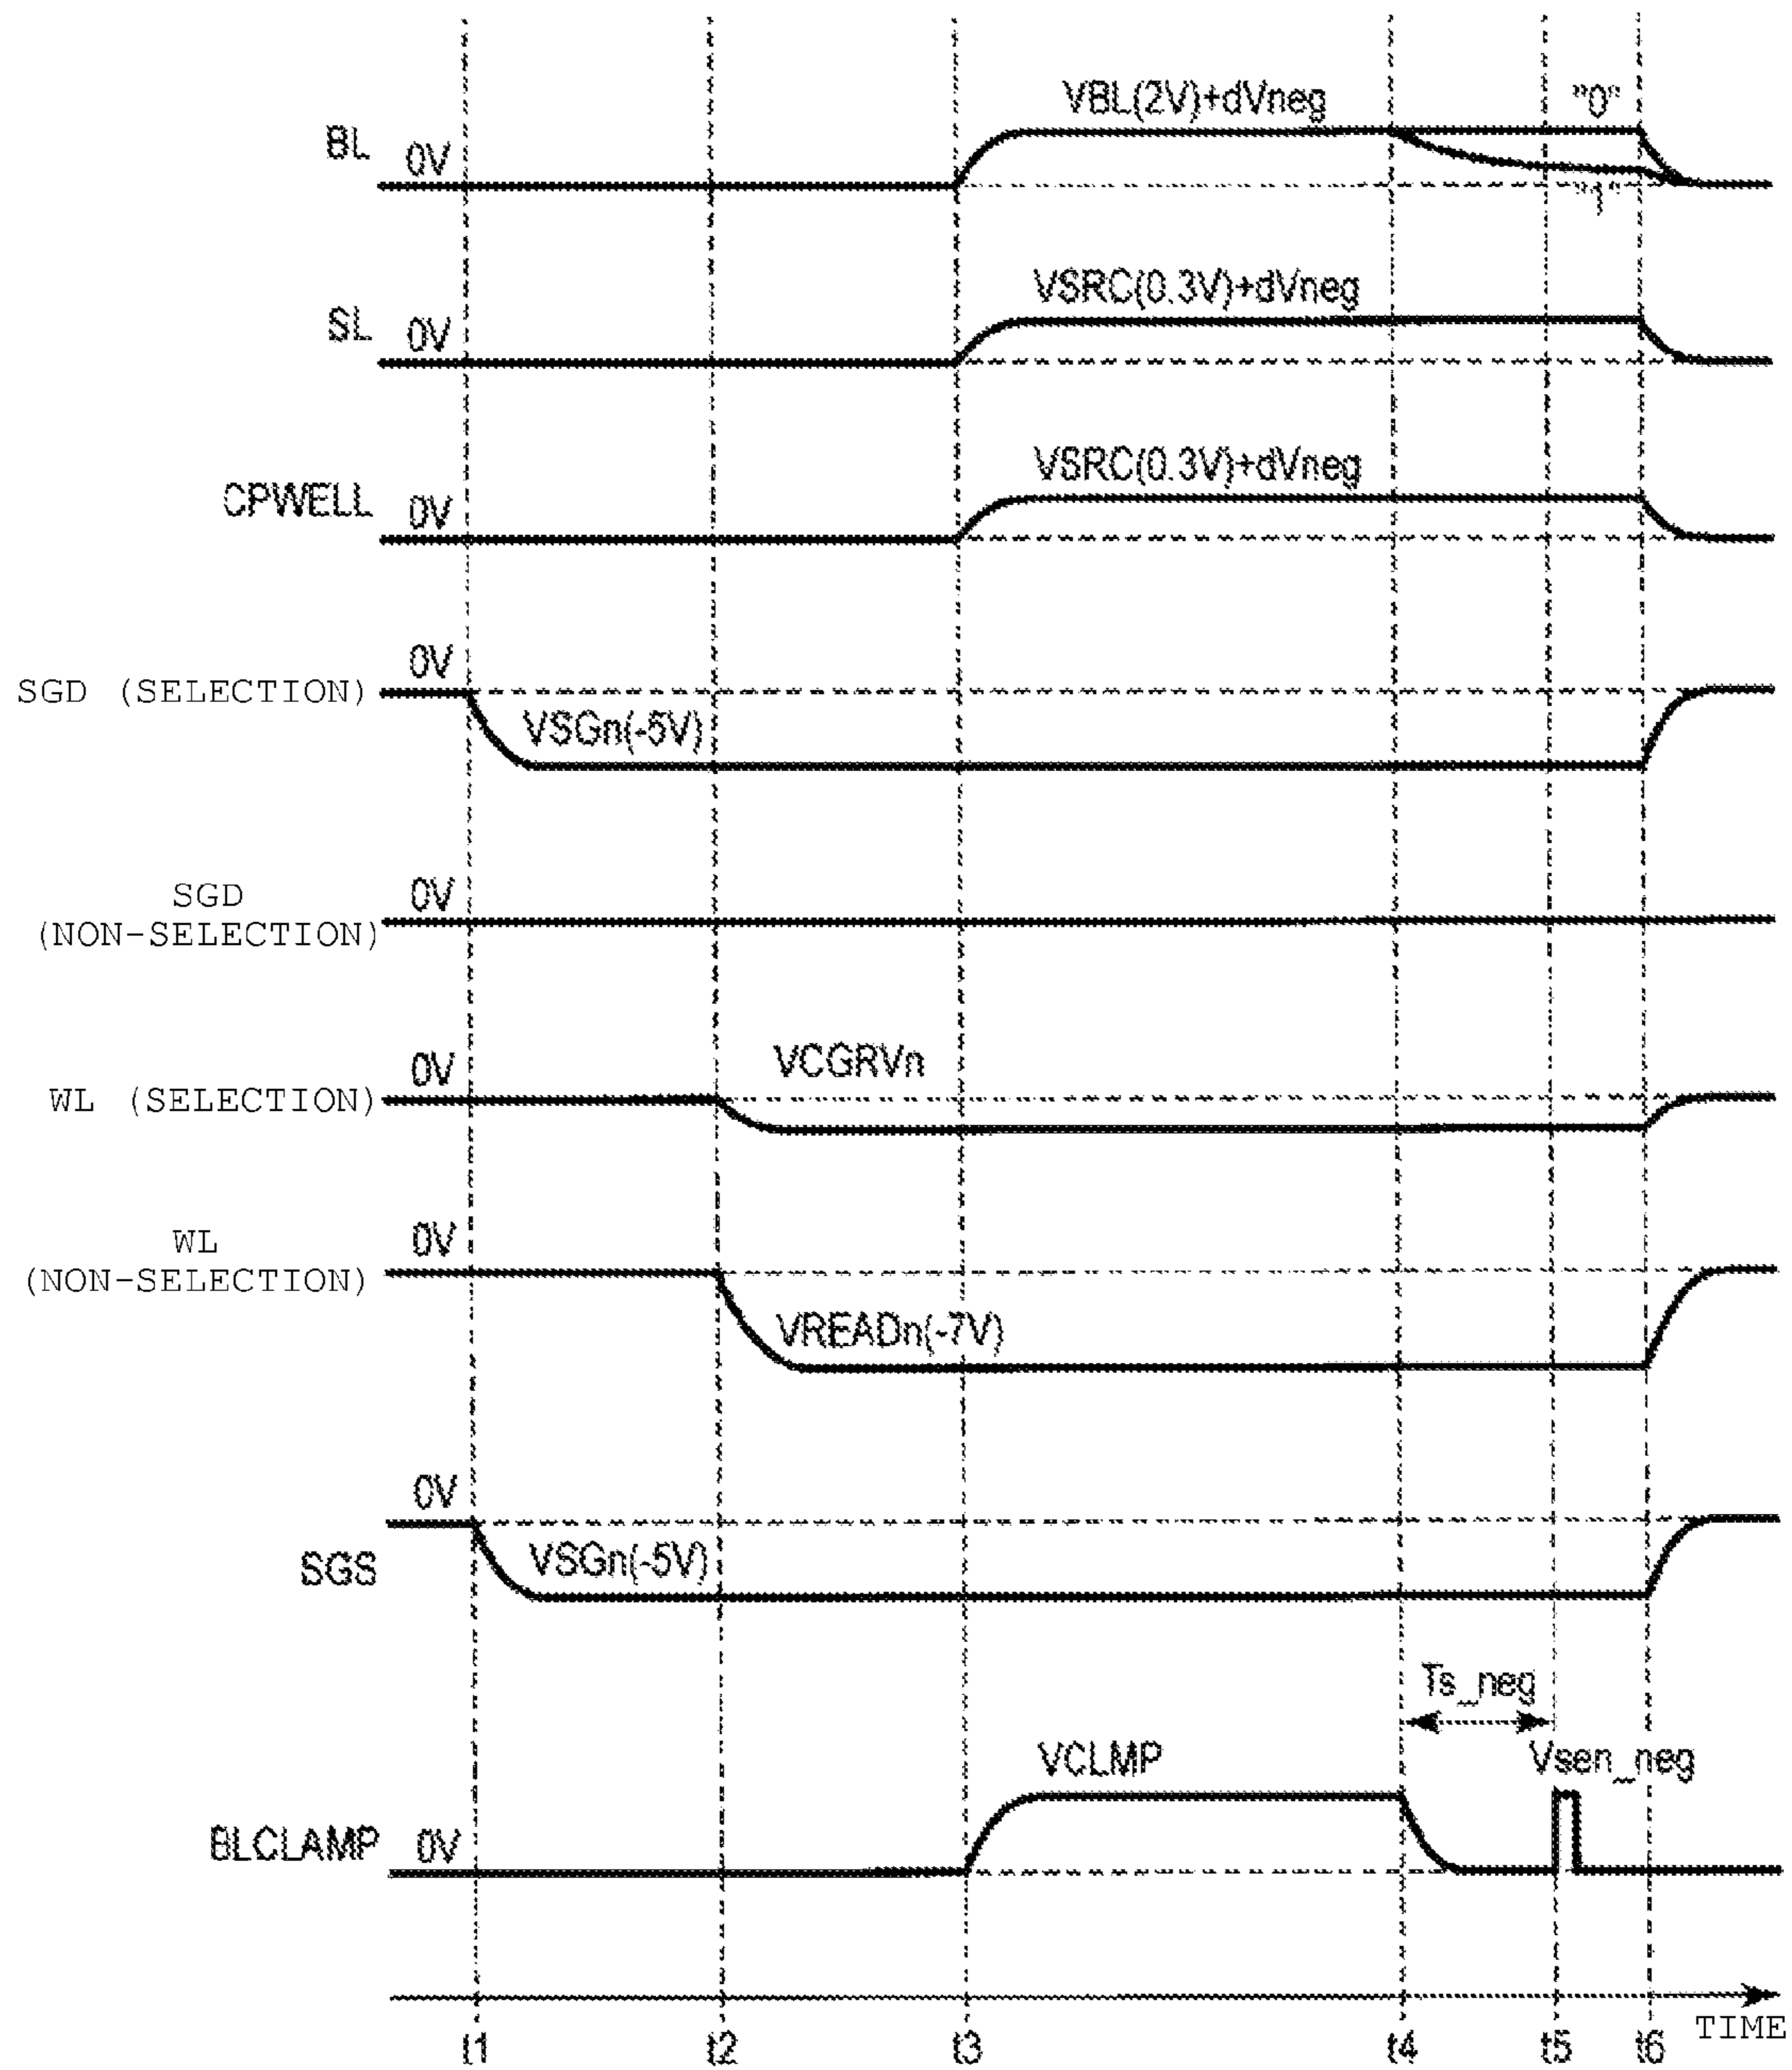 VBL(2V)+dVneg
"0"
BL 0V
"1"
VSRC(0.3V)+dVneg
SL 0V
VSRC(0.3V)+dVneg
CPWELL 0V
0V
SGD (SELECTION)
VSGn(-5V)
SGD 0V
(NON-SELECTION)
VCGRVn
0V
WL (SELECTION)
WL 0V
(NON-SELECTION)
VREADn(-7V)
0V
SGS VSGn(-5V)
Ts_neg
VCLMP Vsen_neg
BLCLAMP 0V
TIME
t1 t2 t3 t4 t5 t6